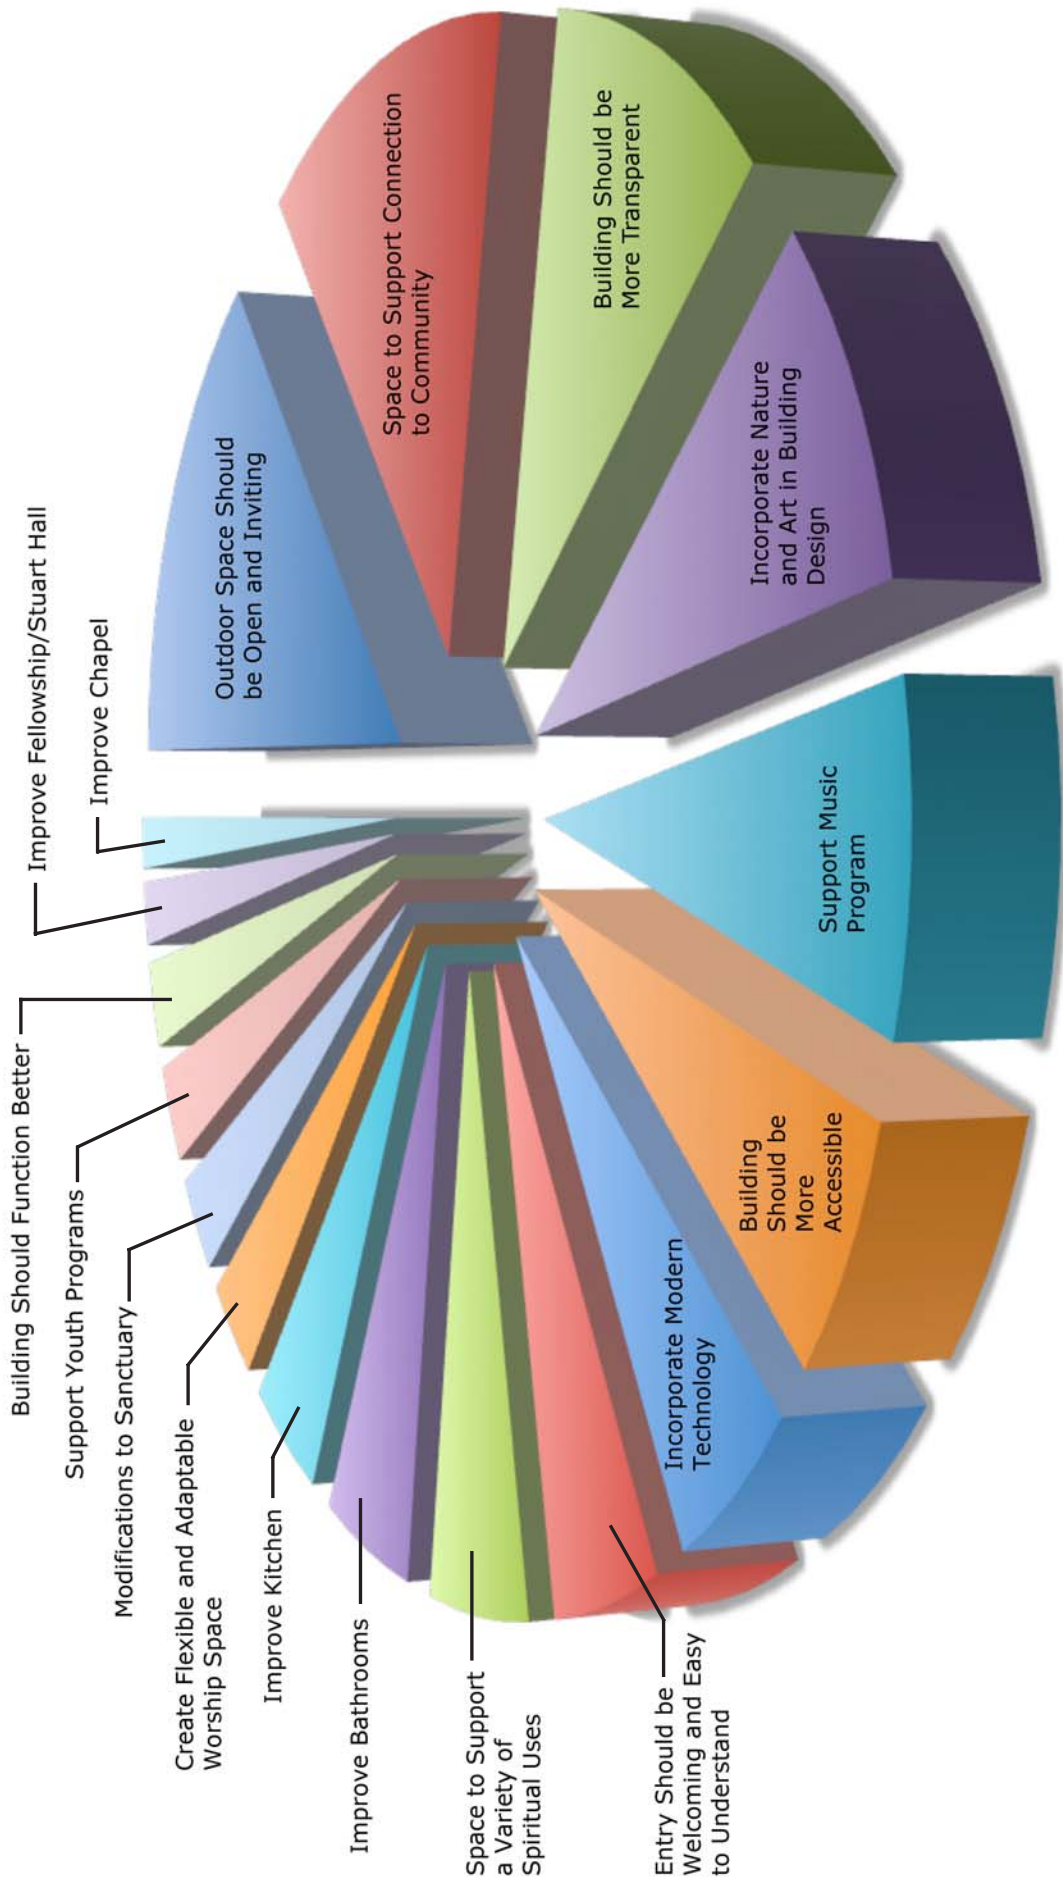 Improve Fellowship/Stuart Hall
Improve Chapel
Outdoor Space Should
be Open and Inviting
Space to Support Connection
to Community
Building Should be
More Transparent
Incorporate Nature
and Art in Building
Design
Support Music
Program
Building
Should be
More
Accessible
Incorporate Modern
Technology
Entry Should be
Welcoming and Easy
to Understand
Space to Support
a Variety of
Spiritual Uses
Improve Bathrooms
Improve Kitchen
Create Flexible and Adaptable
Worship Space
Modifications to Sanctuary
Support Youth Programs
Building Should Function Better